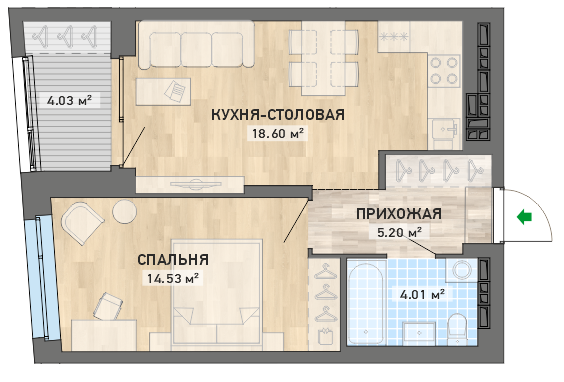 4.03 м²
КУХНЯ-СТОЛОВАЯ
18.60 м²
ПРИХОЖАЯ
5.20 м²
СПАЛЬНЯ
14.53 м²
4.01 м²